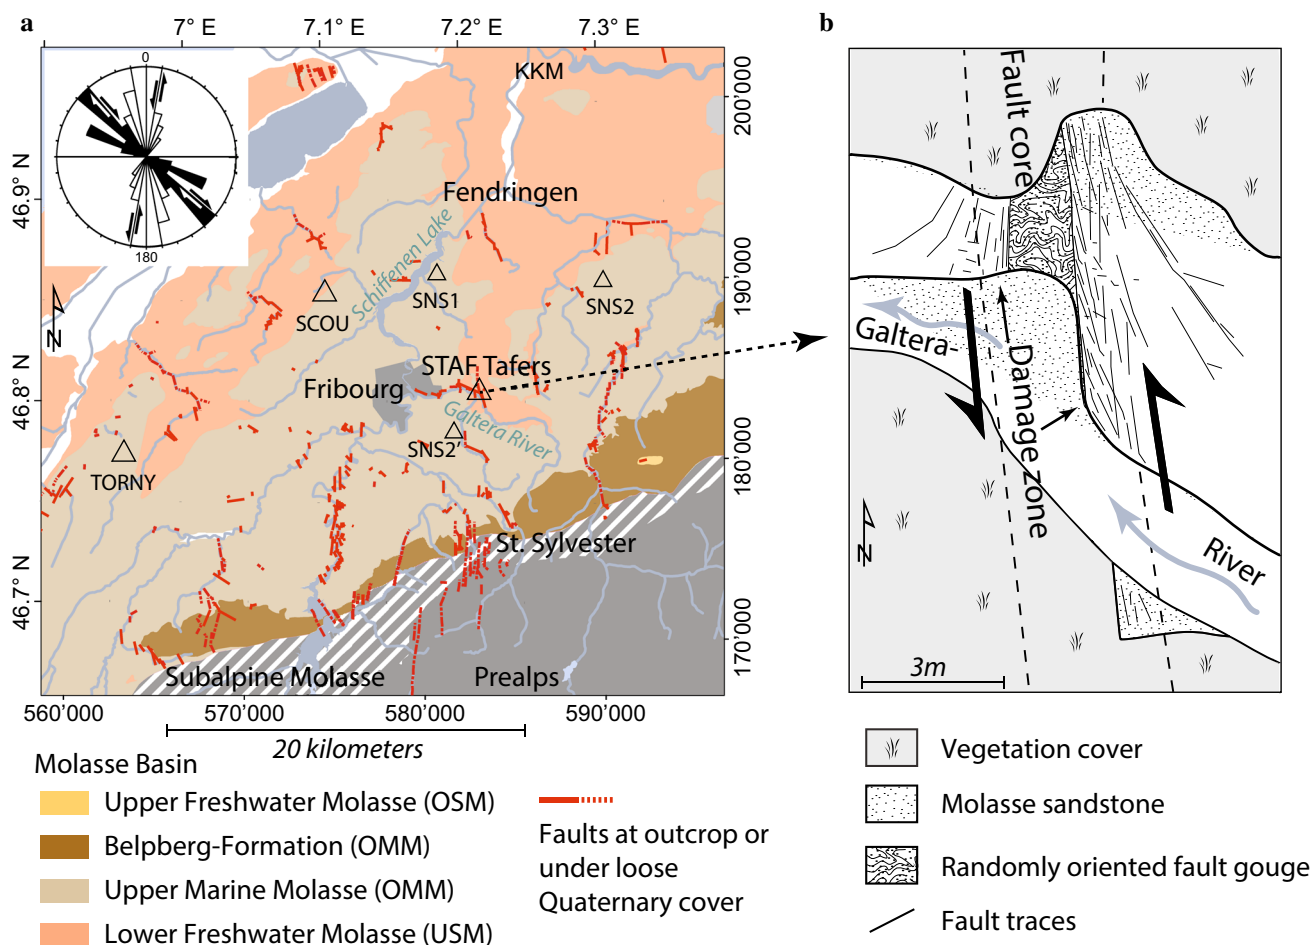 a
7° E
7.1° E
7.2° E
7.3° E
0
180
46.9° N
46.8° N
46.7° N
N
KKM
Fendringen
Schiffenen Lake
SCOU
SNS1
SNS2
STAF Tafers
Fribourg
Galtera River
SNS2'
TORNY
St. Sylvester
Subalpine Molasse
Prealps
200'000
190'000
180'000
170'000
560'000
570'000
580'000
590'000
20 kilometers
Molasse Basin
Upper Freshwater Molasse (OSM)
Belpberg-Formation (OMM)
Upper Marine Molasse (OMM)
Lower Freshwater Molasse (USM)
Faults at outcrop or
under loose
Quaternary cover
b
Fault core
Galtera-
Damage zone
River
N
3m
Vegetation cover
Molasse sandstone
Randomly oriented fault gouge
Fault traces